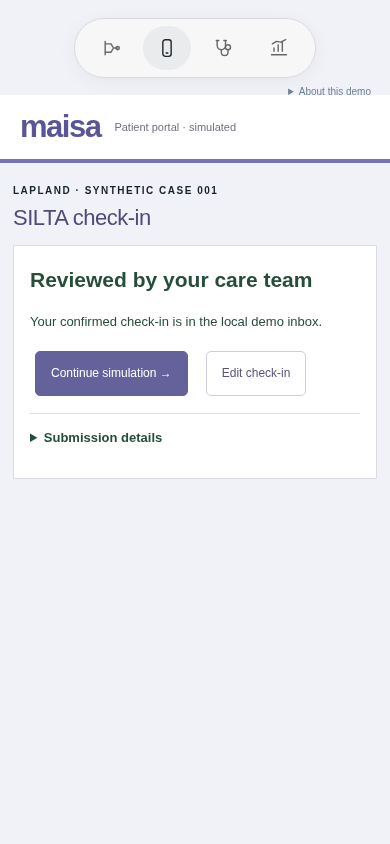 About this demo
maisa
Patient portal · simulated
LAPLAND · SYNTHETIC CASE 001
SILTA check-in
Reviewed by your care team
Your confirmed check-in is in the local demo inbox.
Continue simulation →
Edit check-in
Submission details